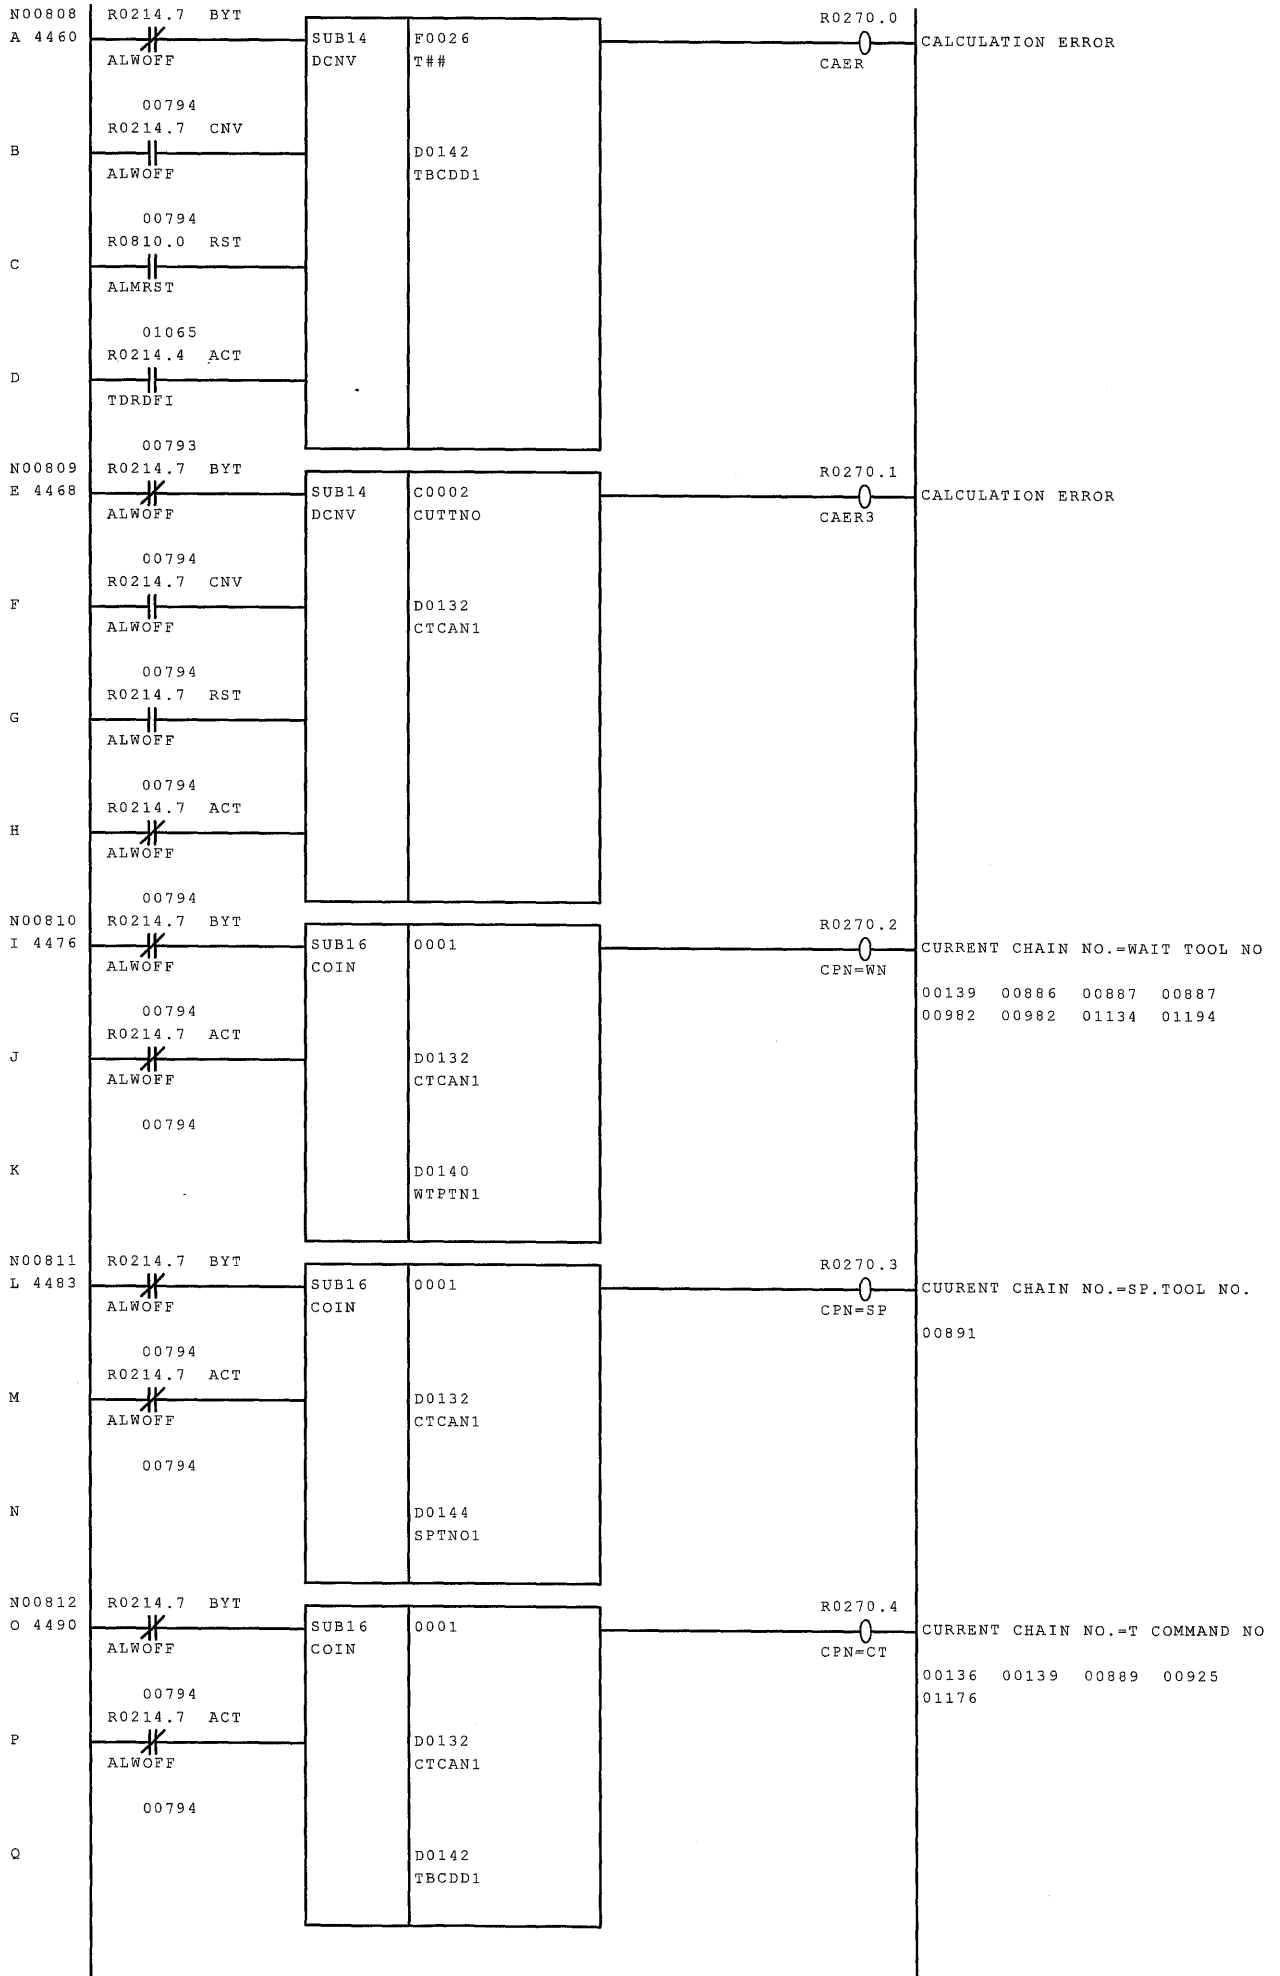 N00808 R0214.7 BYT R0270.0
A 4460 SUB14 F0026 CALCULATION ERROR
ALWOFF DCNV T## CAER
00794
R0214.7 CNV
B D0142
ALWOFF TBCDD1
00794
R0810.0 RST
C
ALMRST
01065
R0214.4 ACT
D
TDRDFI
00793
N00809 R0214.7 BYT R0270.1
E 4468 SUB14 C0002 CALCULATION ERROR
ALWOFF DCNV CUTTNO CAER3
00794
R0214.7 CNV
F D0132
ALWOFF CTCAN1
00794
R0214.7 RST
G
ALWOFF
00794
R0214.7 ACT
H
ALWOFF
00794
N00810 R0214.7 BYT R0270.2
I 4476 SUB16 0001 CURRENT CHAIN NO.=WAIT TOOL NO
ALWOFF COIN CPN=WN
00139 00886 00887 00887
00794 00982 00982 01134 01194
R0214.7 ACT
J D0132
ALWOFF CTCAN1
00794
K D0140
WTPTN1
N00811 R0214.7 BYT R0270.3
L 4483 SUB16 0001 CUURENT CHAIN NO.=SP.TOOL NO.
ALWOFF COIN CPN=SP
00891
00794
R0214.7 ACT
M D0132
ALWOFF CTCAN1
00794
N D0144
SPTNO1
N00812 R0214.7 BYT R0270.4
O 4490 SUB16 0001 CURRENT CHAIN NO.=T COMMAND NO
ALWOFF COIN CPN=CT
00136 00139 00889 00925
00794 01176
R0214.7 ACT
P D0132
ALWOFF CTCAN1
00794
Q D0142
TBCDD1